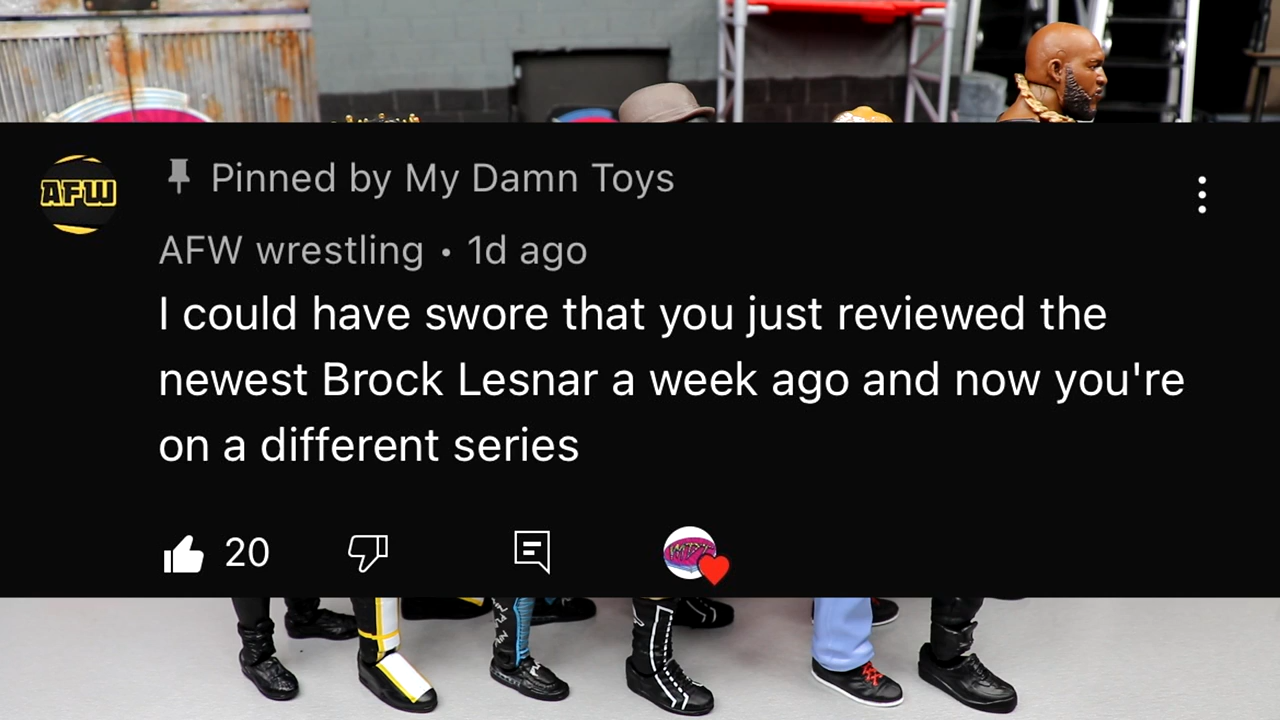 AFW
Pinned by My Damn Toys
AFW wrestling • 1d ago
I could have swore that you just reviewed the
newest Brock Lesnar a week ago and now you're
on a different series
20
MDT